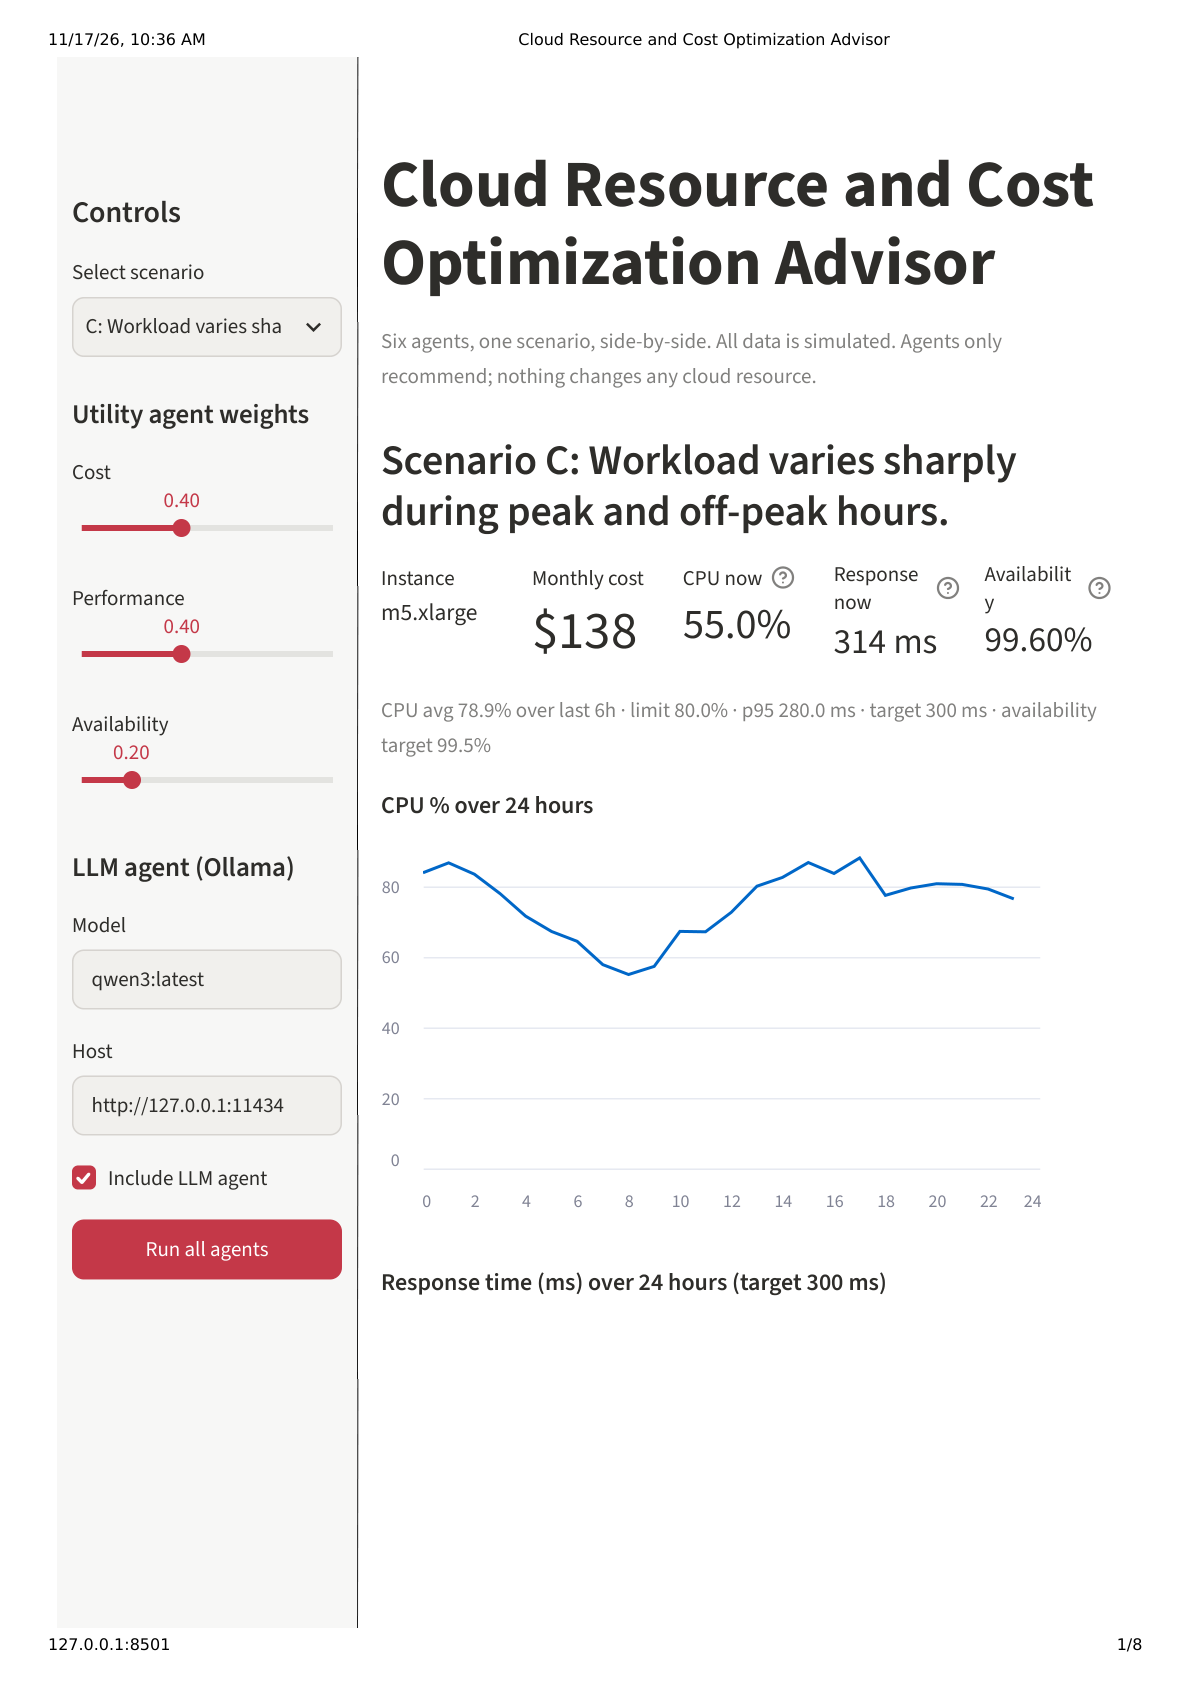 11/17/26, 10:36 AM
Cloud Resource and Cost Optimization Advisor
Controls
Select scenario
C: Workload varies sha
Utility agent weights
Cost
0.40
Performance
0.40
Availability
0.20
LLM agent (Ollama)
Model
qwen3:latest
Host
http://127.0.0.1:11434
Include LLM agent
Run all agents
Cloud Resource and Cost
Optimization Advisor
Six agents, one scenario, side-by-side. All data is simulated. Agents only
recommend; nothing changes any cloud resource.
Scenario C: Workload varies sharply
during peak and off-peak hours.
Instance
m5.xlarge
Monthly cost
$138
CPU now
55.0%
Response
now
314 ms
Availabilit
y
99.60%
CPU avg 78.9% over last 6h · limit 80.0% · p95 280.0 ms · target 300 ms · availability
target 99.5%
CPU % over 24 hours
80
60
40
20
0
0 2 4 6 8 10 12 14 16 18 20 22 24
Response time (ms) over 24 hours (target 300 ms)
127.0.0.1:8501
1/8